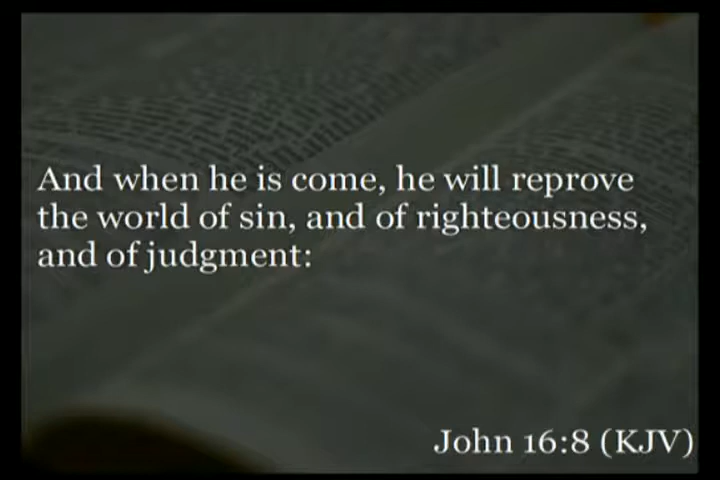 And when he is come, he will reprove
the world of sin, and of righteousness,
and of judgment:
John 16:8 (KJV)